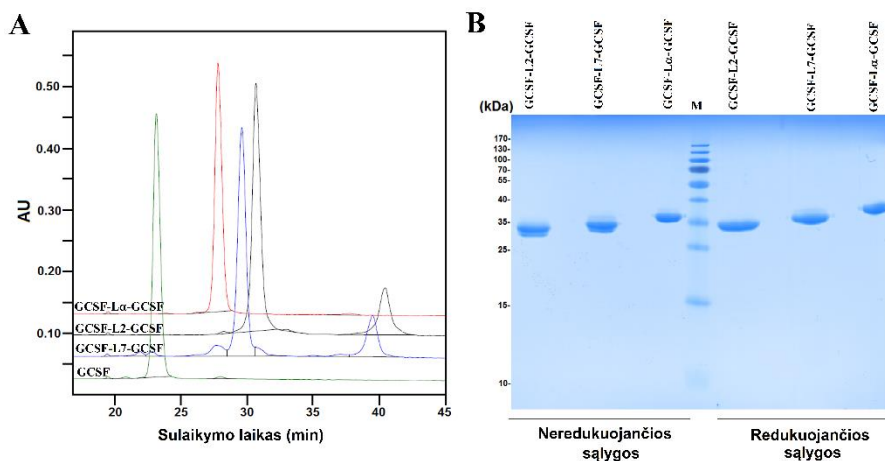 A
AU
0.50
0.40
0.30
0.20
0.10
GCSF-Lα-GCSF
GCSF-L2-GCSF
GCSF-L7-GCSF
GCSF
20 25 30 35 40 45
Sulaikymo laikas (min)
B
GCSF-L2-GCSF
GCSF-L7-GCSF
GCSF-Lα-GCSF
M
GCSF-L2-GCSF
GCSF-L7-GCSF
GCSF-Lα-GCSF
(kDa)
170-
130-
100-
70-
55-
40-
35-
25-
15-
10-
Neredukuojančios
sąlygos
Redukuojančios
sąlygos